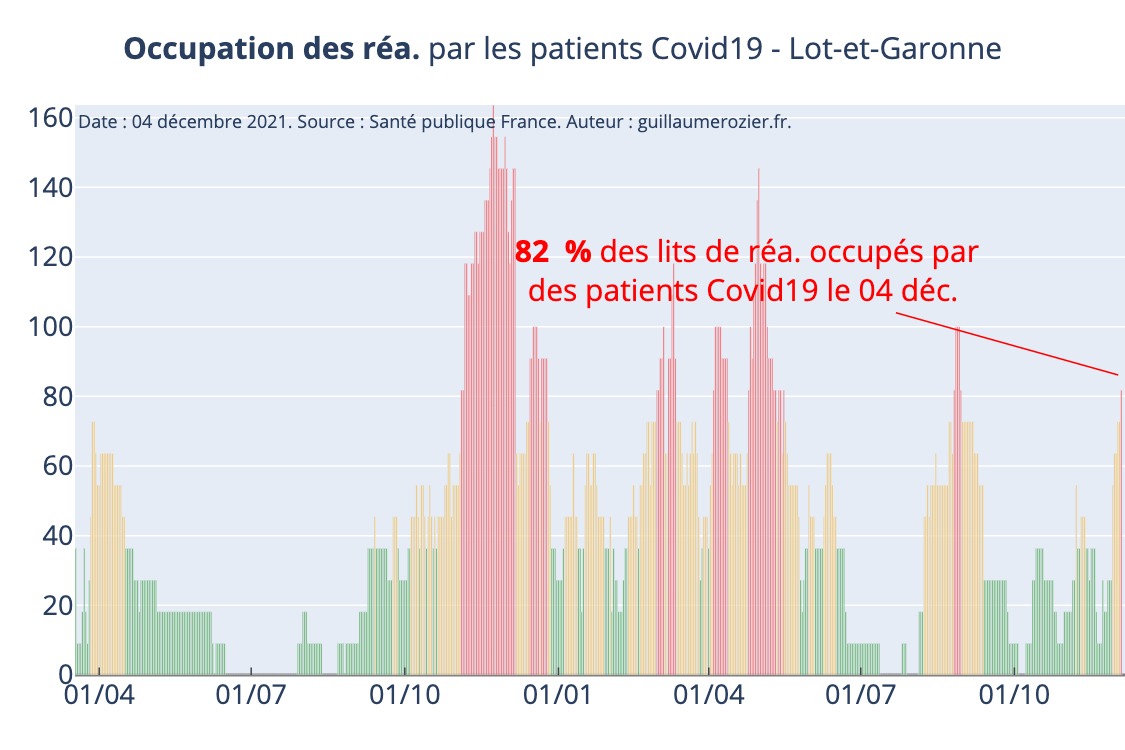 Occupation des réa. par les patients Covid19 - Lot-et-Garonne
160
Date : 04 décembre 2021. Source : Santé publique France. Auteur : guillaumerozier.fr.
140
120
82 % des lits de réa. occupés par
des patients Covid19 le 04 déc.
100
80
60
40
20
0
01/04 01/07 01/10 01/01 01/04 01/07 01/10